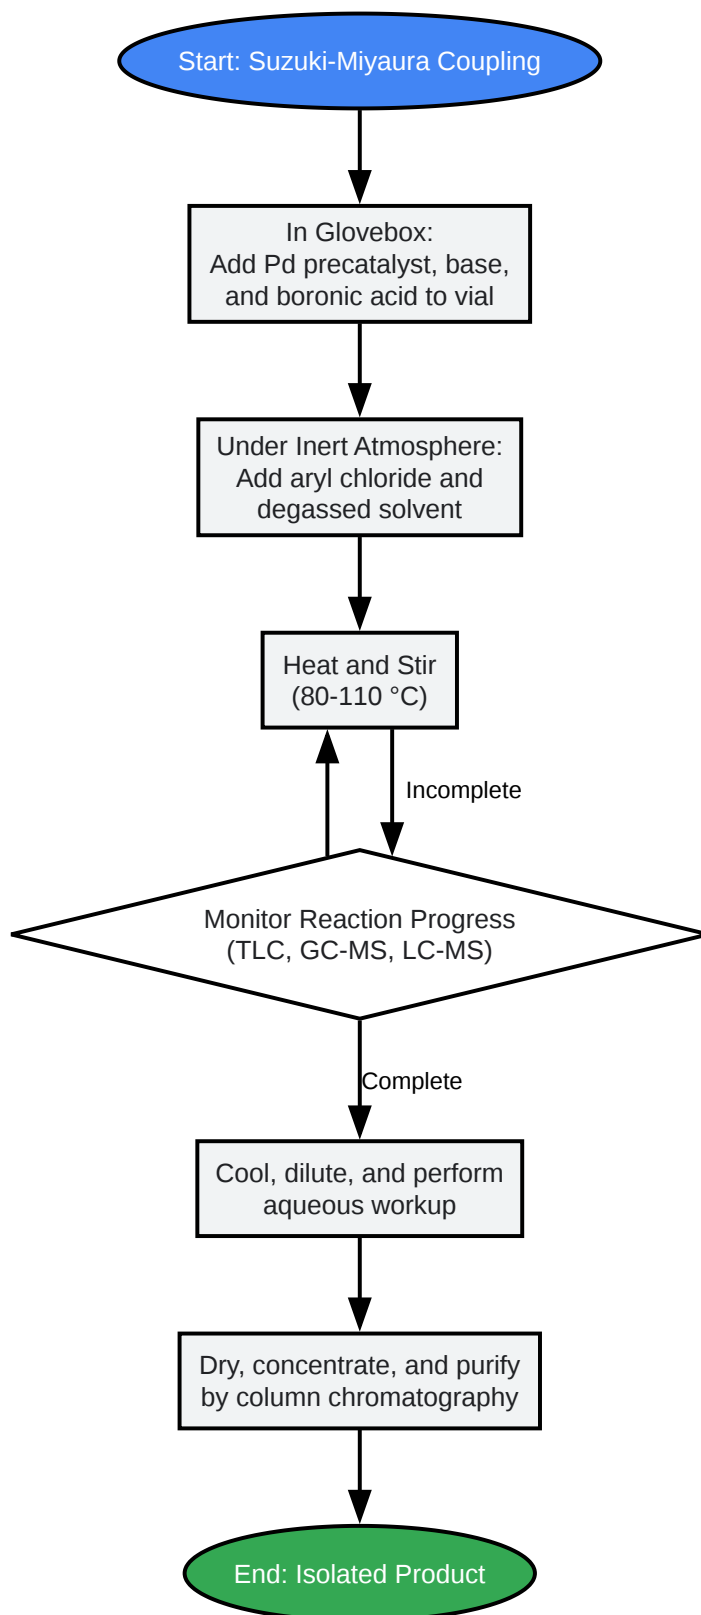 Start: Suzuki-Miyaura Coupling
In Glovebox:
Add Pd precatalyst, base,
and boronic acid to vial
Under Inert Atmosphere:
Add aryl chloride and
degassed solvent
Heat and Stir
(80-110 °C)
Incomplete
Monitor Reaction Progress
(TLC, GC-MS, LC-MS)
Complete
Cool, dilute, and perform
aqueous workup
Dry, concentrate, and purify
by column chromatography
End: Isolated Product